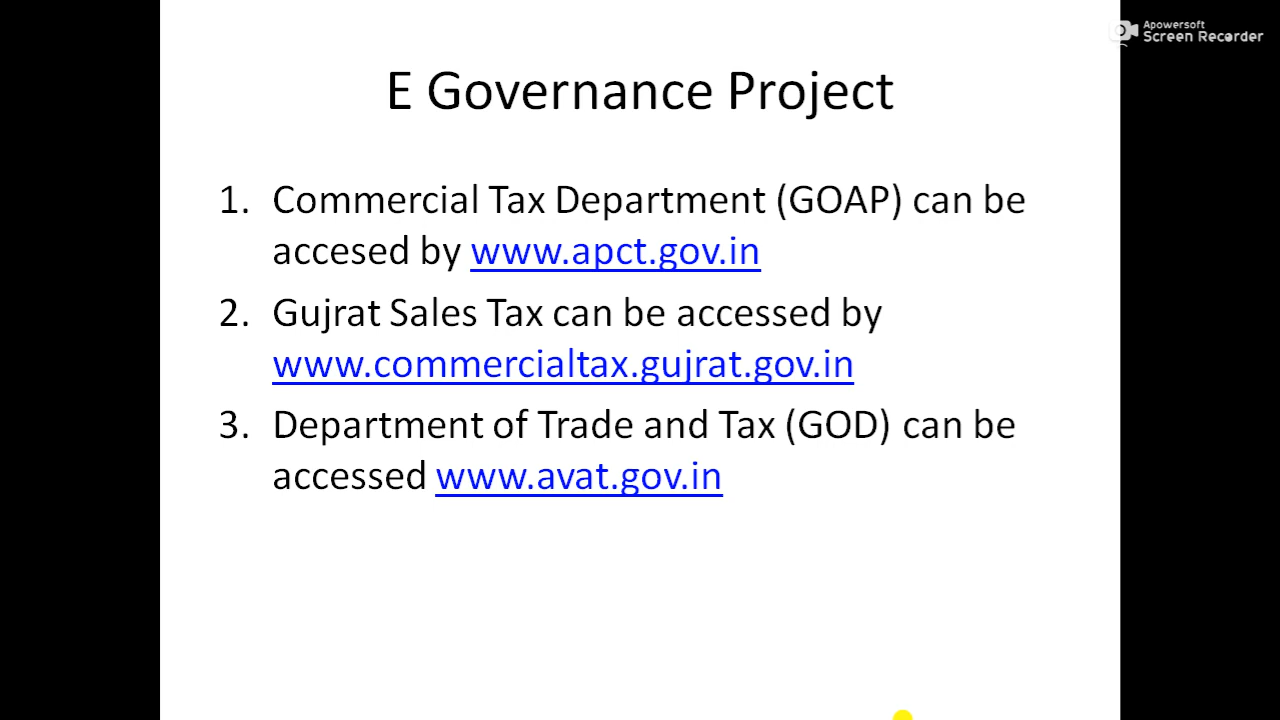 Apowersoft
Screen Recorder
E Governance Project
1. Commercial Tax Department (GOAP) can be
accesed by www.apct.gov.in
2. Gujrat Sales Tax can be accessed by
www.commercialtax.gujrat.gov.in
3. Department of Trade and Tax (GOD) can be
accessed www.avat.gov.in